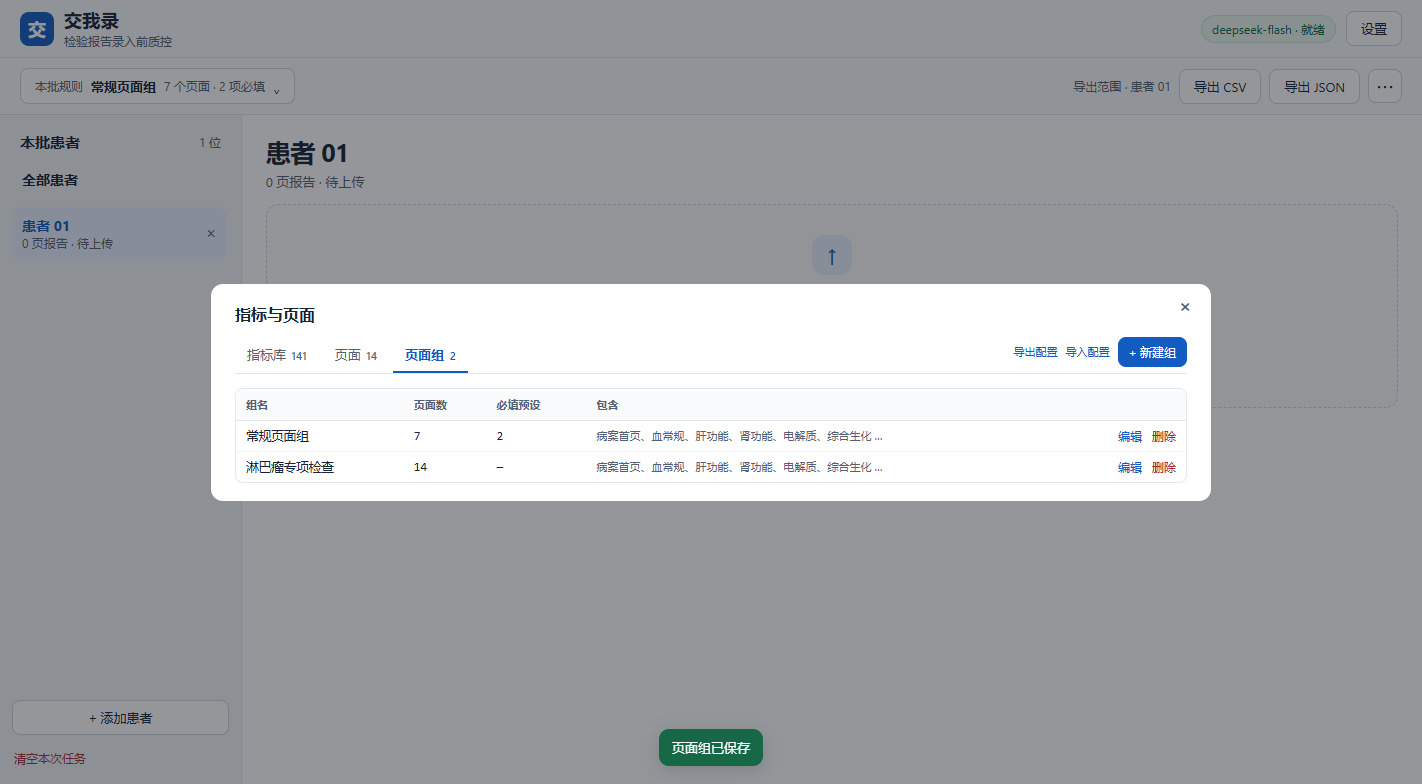 交 交我录
检验报告录入前质控
deepseek-flash · 就绪 设置
本批规则 常规页面组 7 个页面 · 2 项必填
导出范围 · 患者 01 导出 CSV 导出 JSON ···
本批患者 1 位
全部患者
患者 01
0 页报告 · 待上传 ×
患者 01
0 页报告 · 待上传
↑
指标与页面 ×
指标库 141 页面 14 页面组 2 导出配置 导入配置 + 新建组
组名 页面数 必填预设 包含
常规页面组 7 2 病案首页、血常规、肝功能、肾功能、电解质、综合生化 ... 编辑 删除
淋巴瘤专项检查 14 – 病案首页、血常规、肝功能、肾功能、电解质、综合生化 ... 编辑 删除
+ 添加患者
清空本次任务
页面组已保存